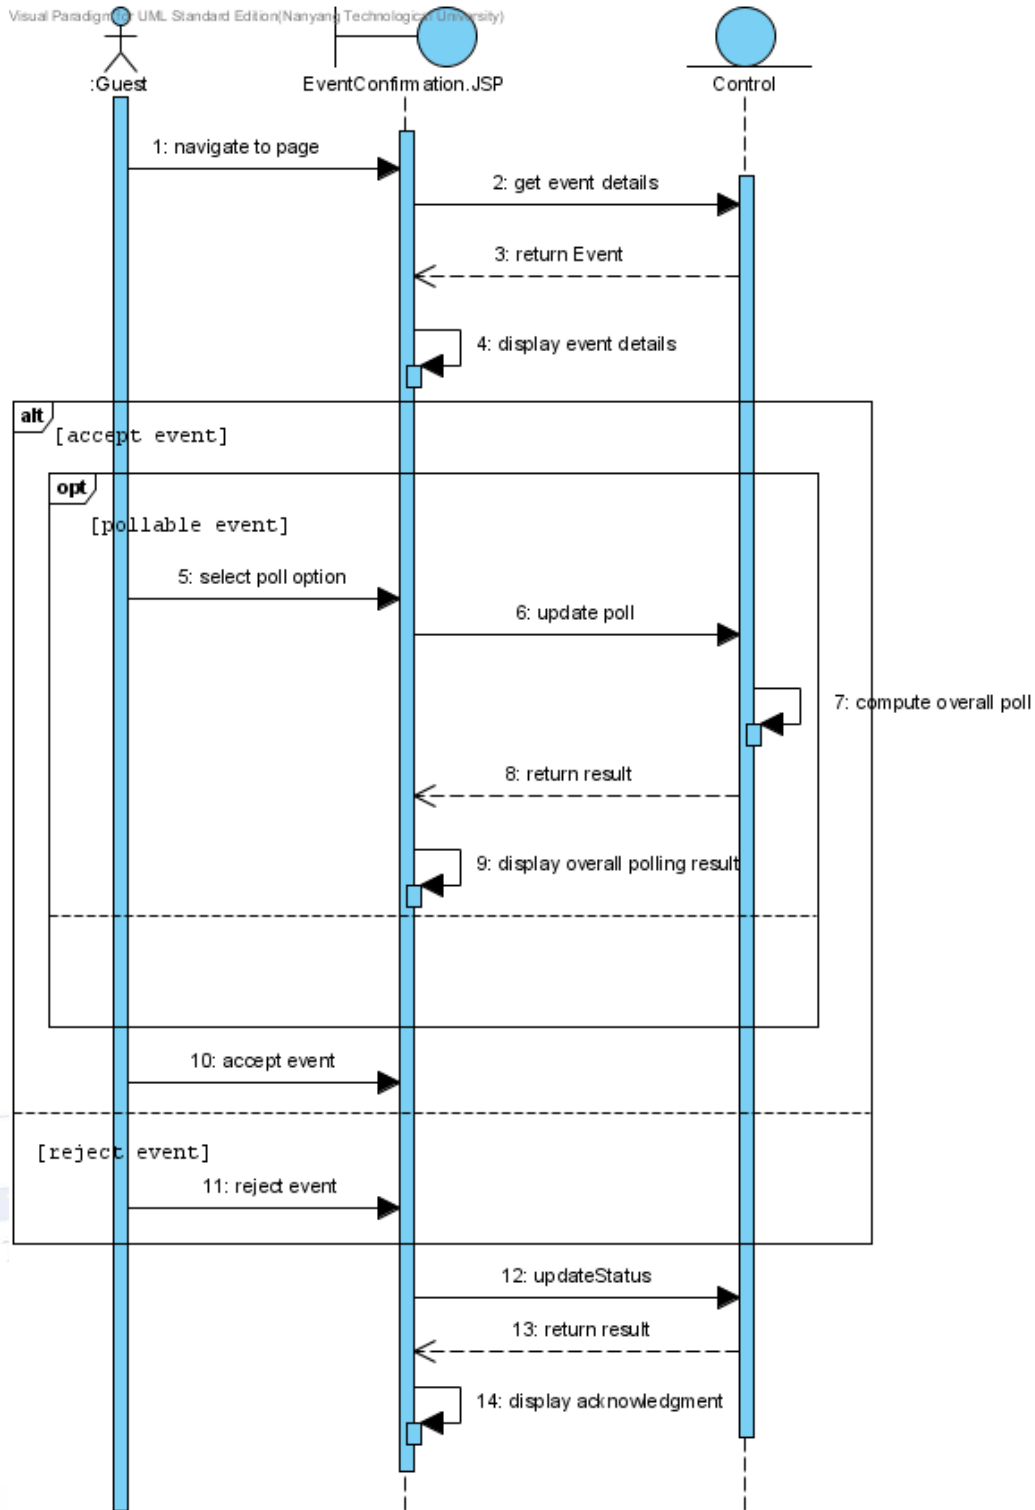 Visual Paradigm for UML Standard Edition(Nanyang Technological University)
:Guest
EventConfirmation.JSP
Control
1: navigate to page
2: get event details
3: return Event
4: display event details
alt
[accept event]
opt
[pollable event]
5: select poll option
6: update poll
7: compute overall poll
8: return result
9: display overall polling result
10: accept event
[reject event]
11: reject event
12: updateStatus
13: return result
14: display acknowledgment